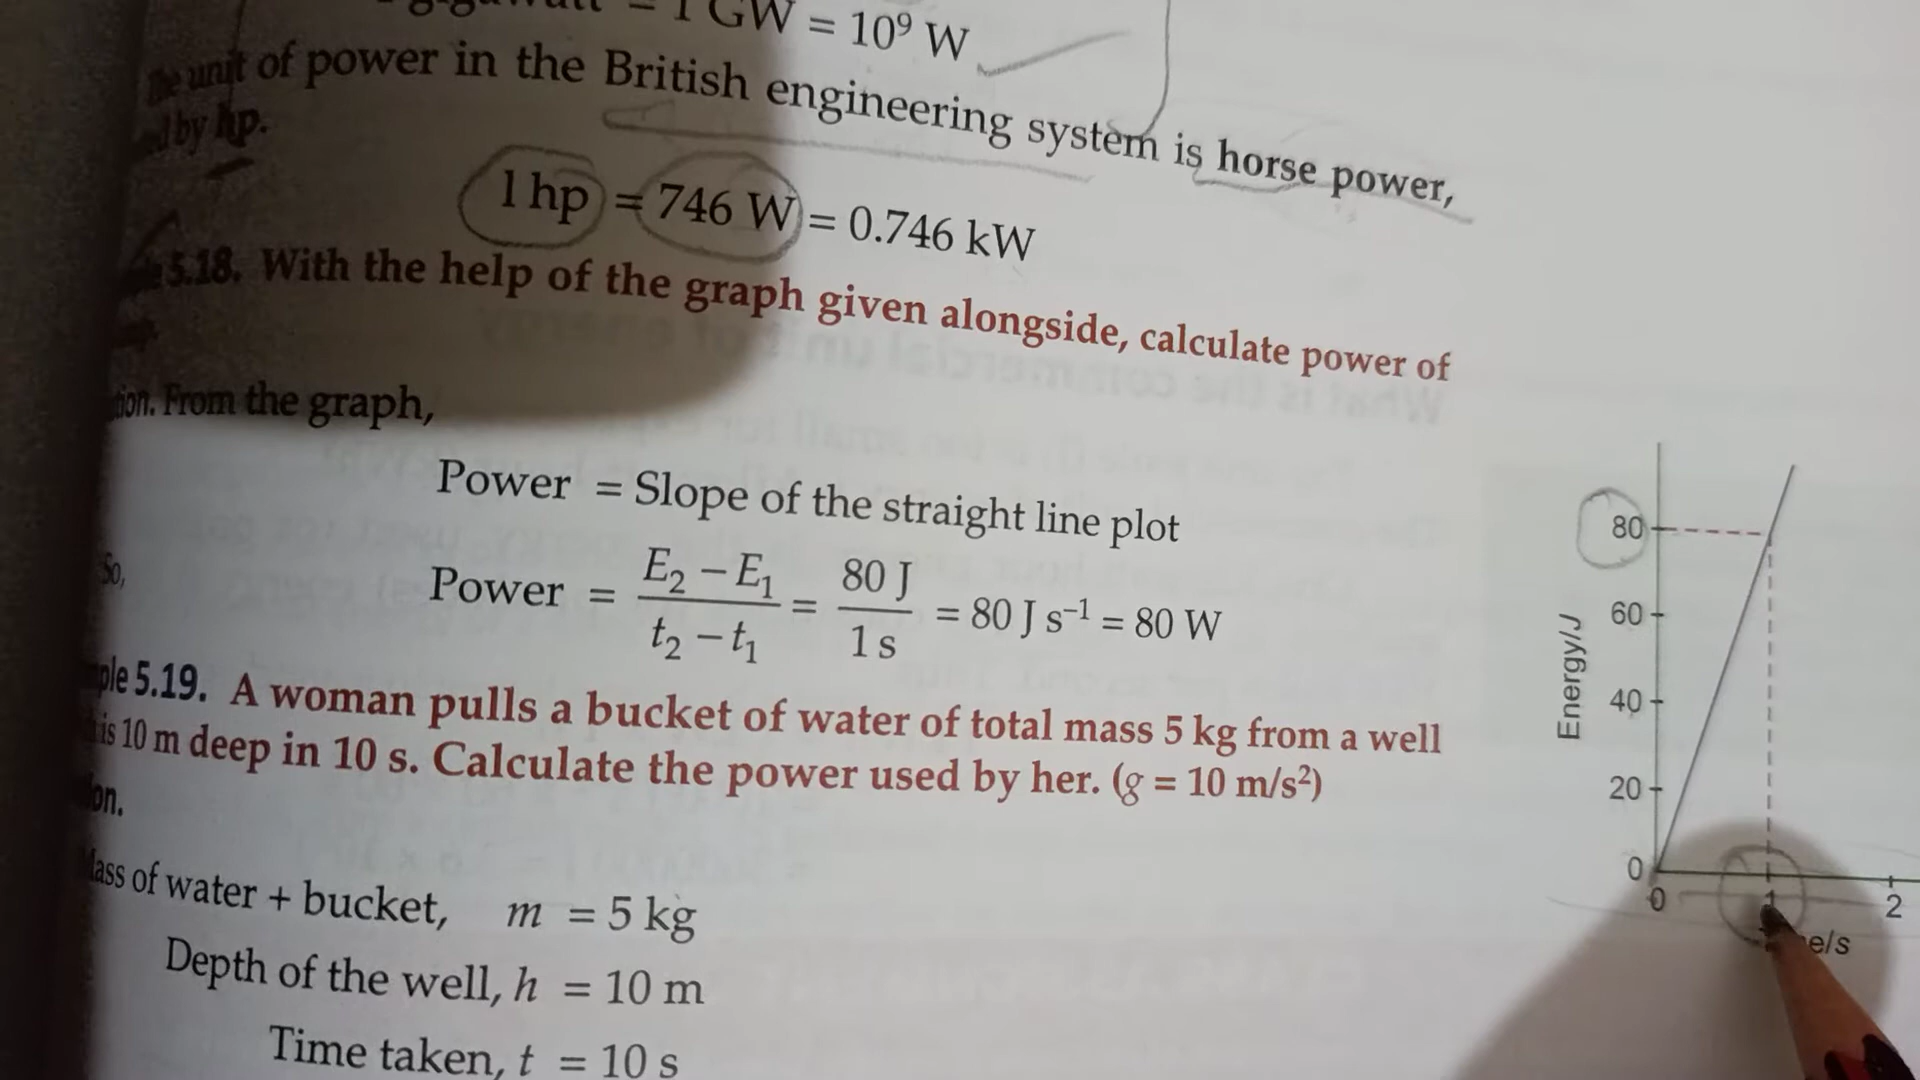 = 1 GW = 10⁹ W
unit of power in the British engineering system is horse power,
by hp.
1 hp = 746 W = 0.746 kW
5.18. With the help of the graph given alongside, calculate power of
From the graph,
Power = Slope of the straight line plot
So,
Power = (E₂ − E₁)/(t₂ − t₁) = 80 J/1 s = 80 J s⁻¹ = 80 W
5.19. A woman pulls a bucket of water of total mass 5 kg from a well
is 10 m deep in 10 s. Calculate the power used by her. (g = 10 m/s²)
of water + bucket, m = 5 kg
Depth of the well, h = 10 m
Time taken, t = 10 s
Energy/J
80
60
40
20
0
0 1 2